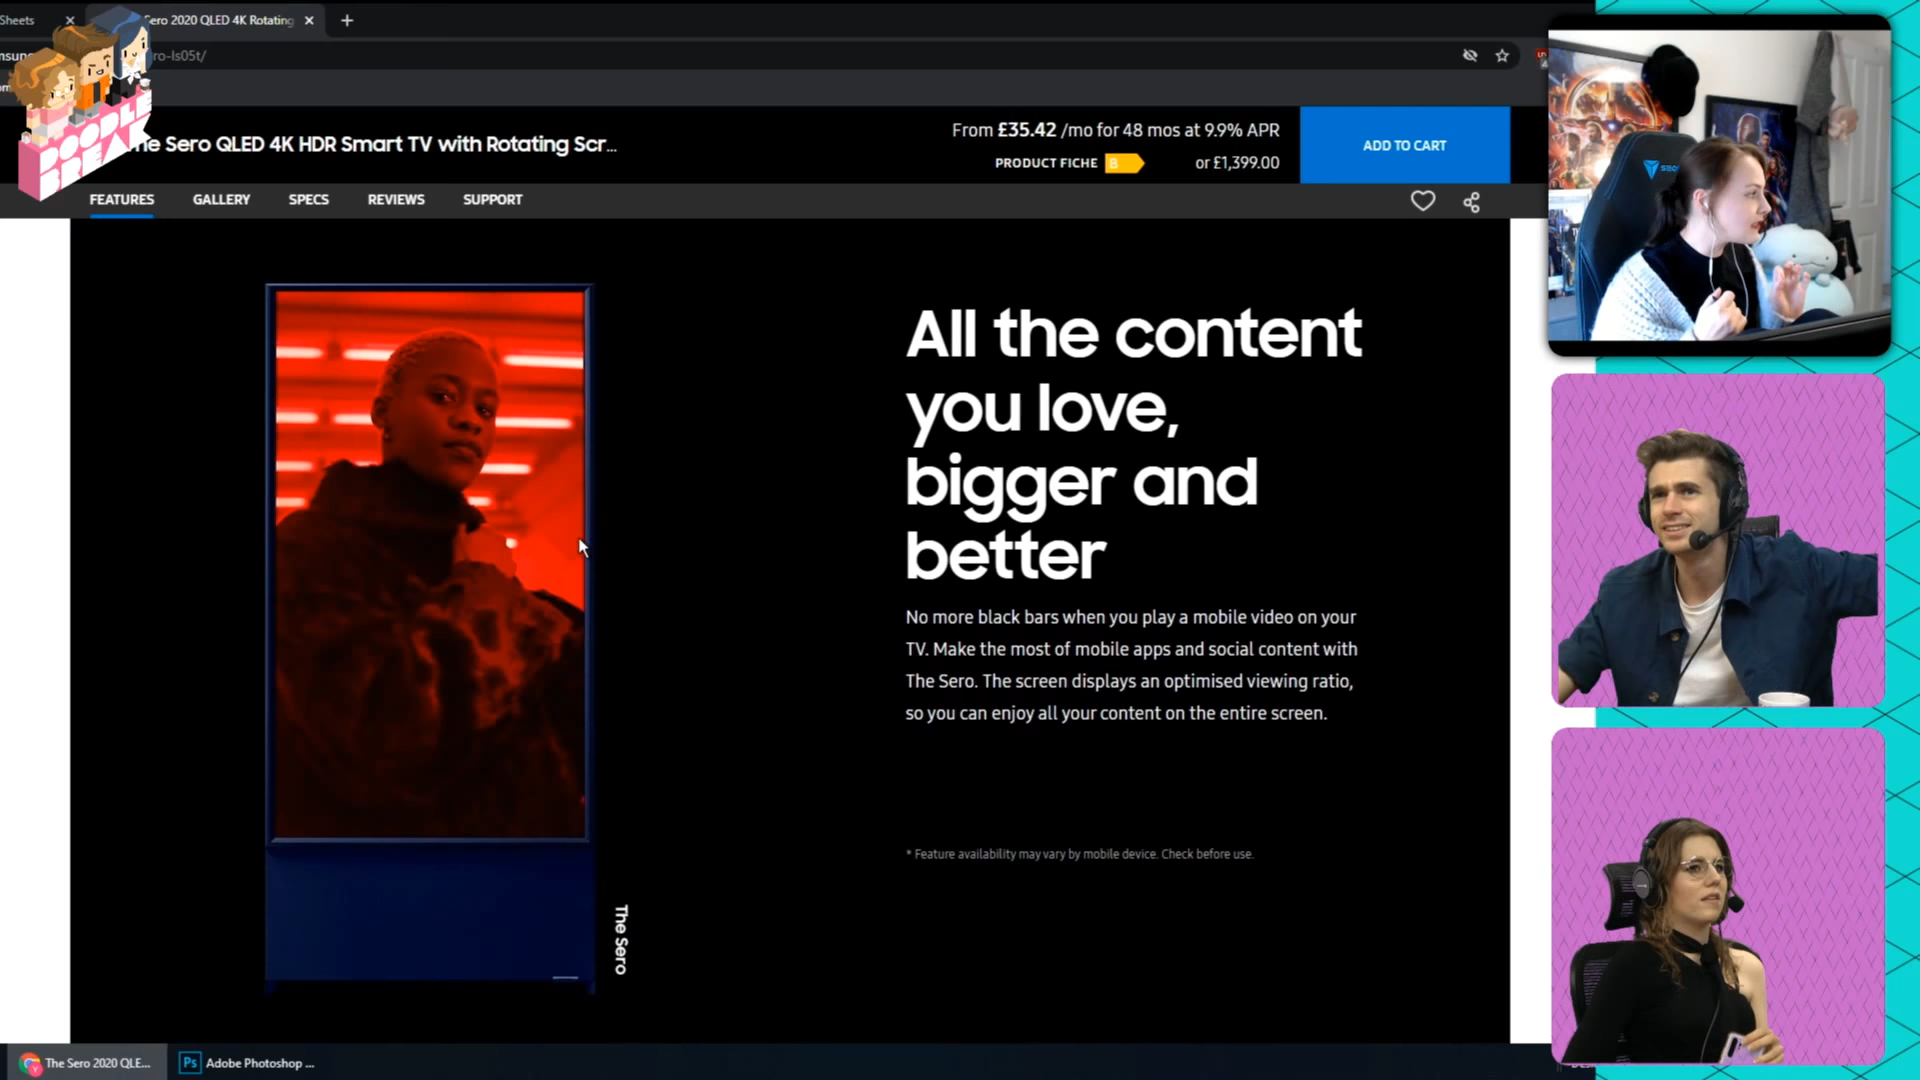 Sheets
Sero 2020 QLED 4K Rotating
ro-ls05t/
DOODLE
BREAK
The Sero QLED 4K HDR Smart TV with Rotating Scr...
From £35.42 /mo for 48 mos at 9.9% APR
PRODUCT FICHE B or £1,399.00
ADD TO CART
FEATURES GALLERY SPECS REVIEWS SUPPORT
All the content
you love,
bigger and
better
No more black bars when you play a mobile video on your
TV. Make the most of mobile apps and social content with
The Sero. The screen displays an optimised viewing ratio,
so you can enjoy all your content on the entire screen.
* Feature availability may vary by mobile device. Check before use.
The Sero
The Sero 2020 QLE...
Ps Adobe Photoshop ...